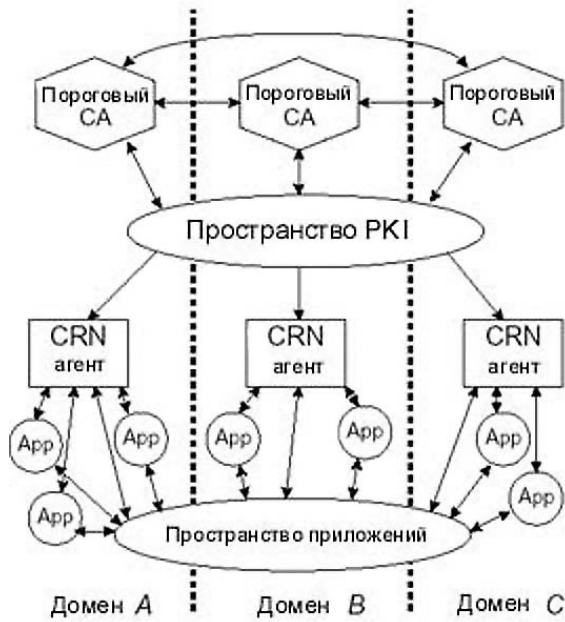 Пороговый
CA
Пороговый
CA
Пороговый
CA
Пространство PKI
CRN
агент
CRN
агент
CRN
агент
App
App
App
App
App
App
App
Пространство приложений
Домен A
Домен B
Домен C